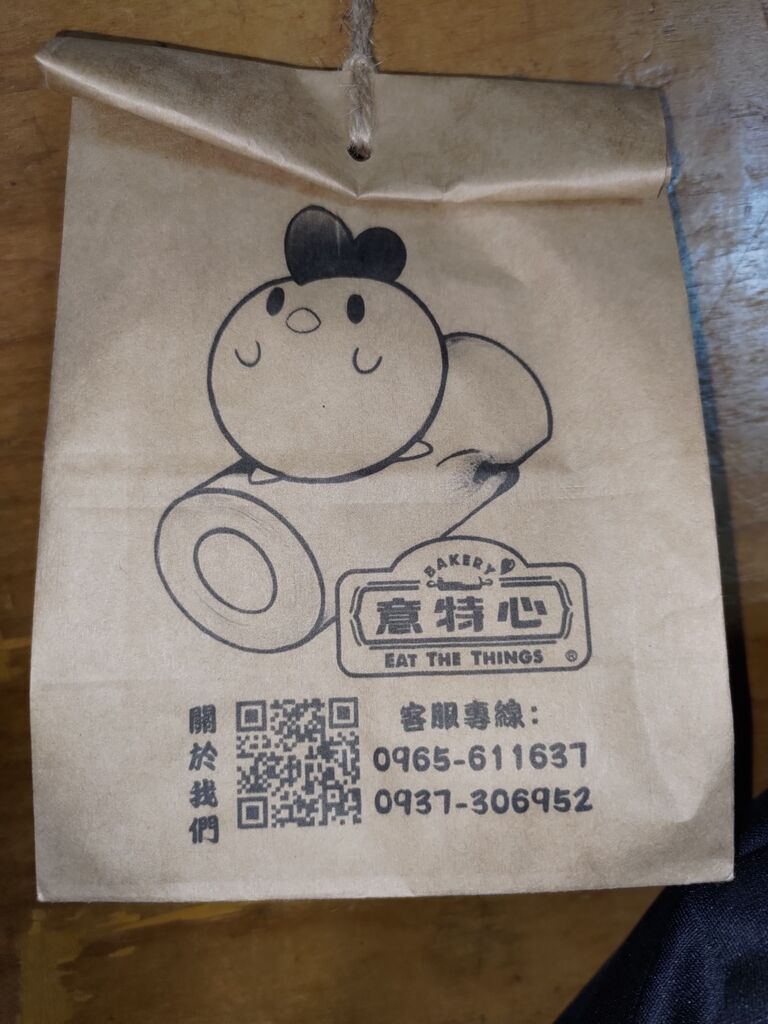 BAKERY
意特心
EAT THE THINGS ®
關於我們
客服專線:
0965-611637
0937-306952